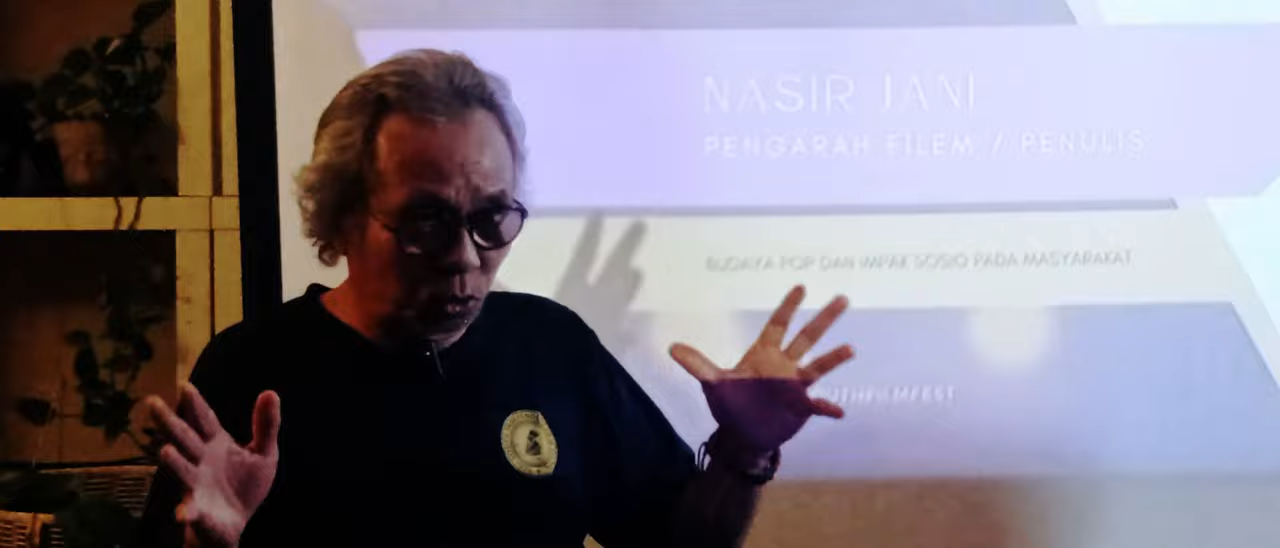 NASIR JANI
PENGARAH FILEM / PENULIS
BUDAYA POP DAN IMPAK SOSIO PADA MASYARAKAT